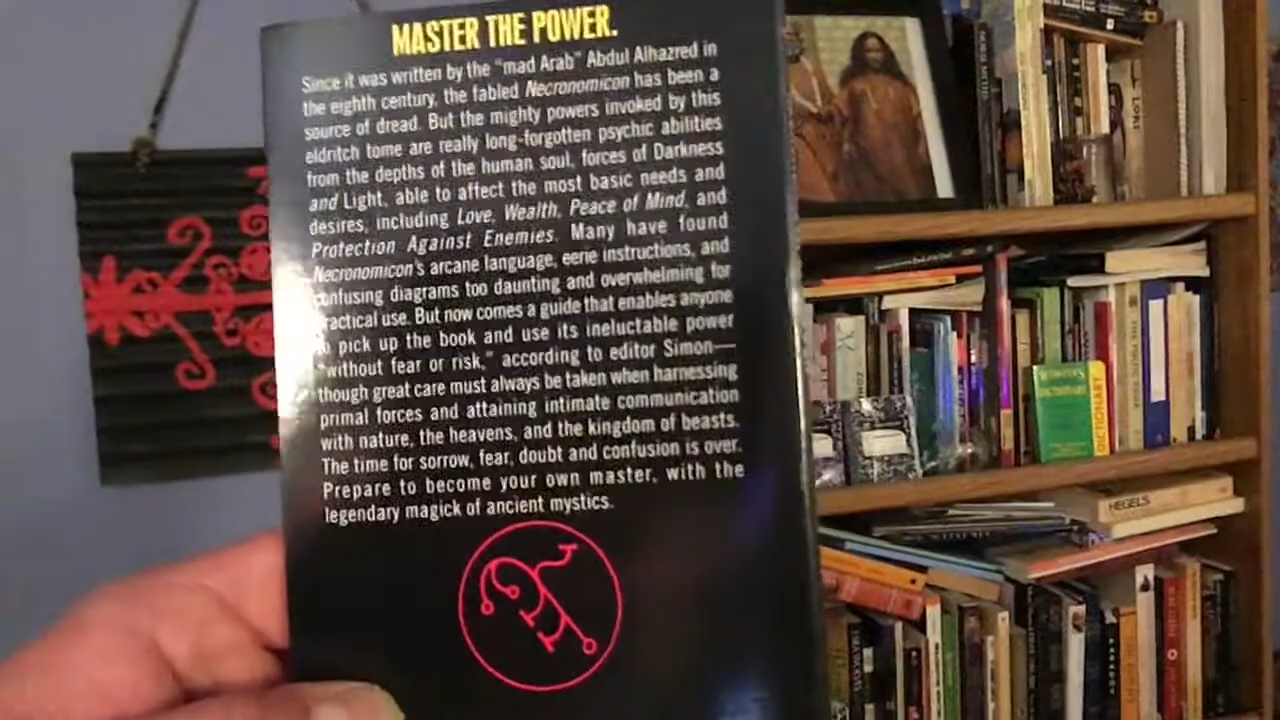 MASTER THE POWER.
Since it was written by the "mad Arab" Abdul Alhazred in
the eighth century, the fabled Necronomicon has been a
source of dread. But the mighty powers invoked by this
eldritch tome are really long-forgotten psychic abilities
from the depths of the human soul, forces of Darkness
and Light, able to affect the most basic needs and
desires, including Love, Wealth, Peace of Mind, and
Protection Against Enemies. Many have found
Necronomicon's arcane language, eerie instructions, and
confusing diagrams too daunting and overwhelming for
practical use. But now comes a guide that enables anyone
to pick up the book and use its ineluctable power
"without fear or risk," according to editor Simon—
though great care must always be taken when harnessing
primal forces and attaining intimate communication
with nature, the heavens, and the kingdom of beasts.
The time for sorrow, fear, doubt and confusion is over.
Prepare to become your own master, with the
legendary magick of ancient mystics.
DICTIONARY
HEGEL'S